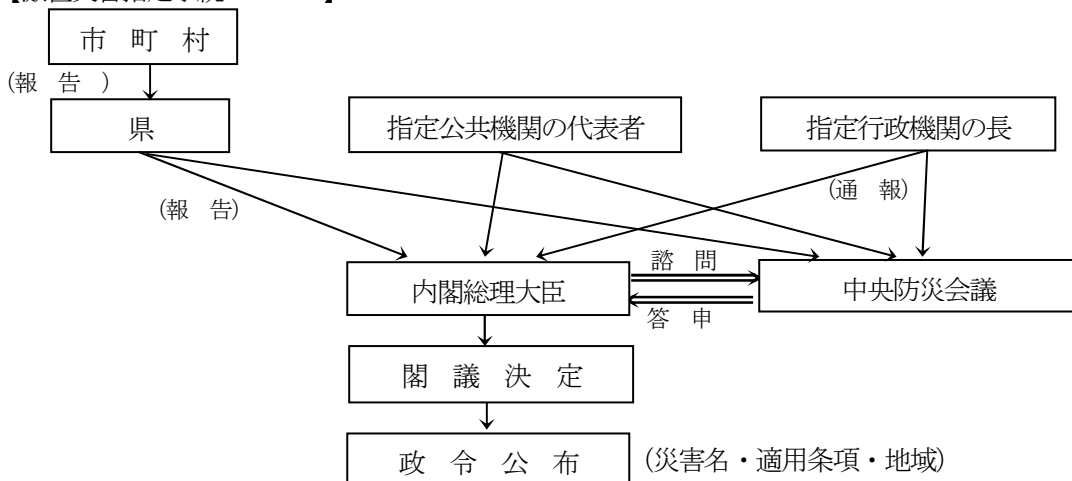 市　町　村
(報　告　)
県
指定公共機関の代表者
指定行政機関の長
(通　報)
(報　告)
諮　問
内閣総理大臣
中央防災会議
答　申
閣　議　決　定
政　令　公　布
(災害名・適用条項・地域)